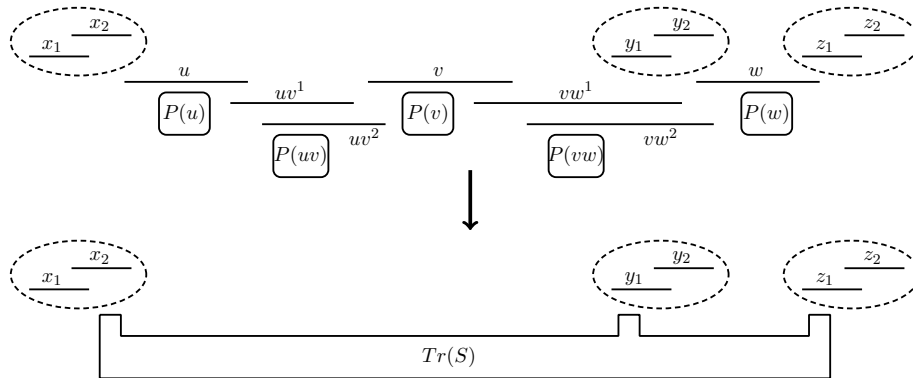 x₂ y₂ z₂
x₁ y₁ z₁
u v w
uv¹ vw¹
P(u) P(v) P(w)
uv² vw²
P(uv) P(vw)
x₂ y₂ z₂
x₁ y₁ z₁
Tr(S)